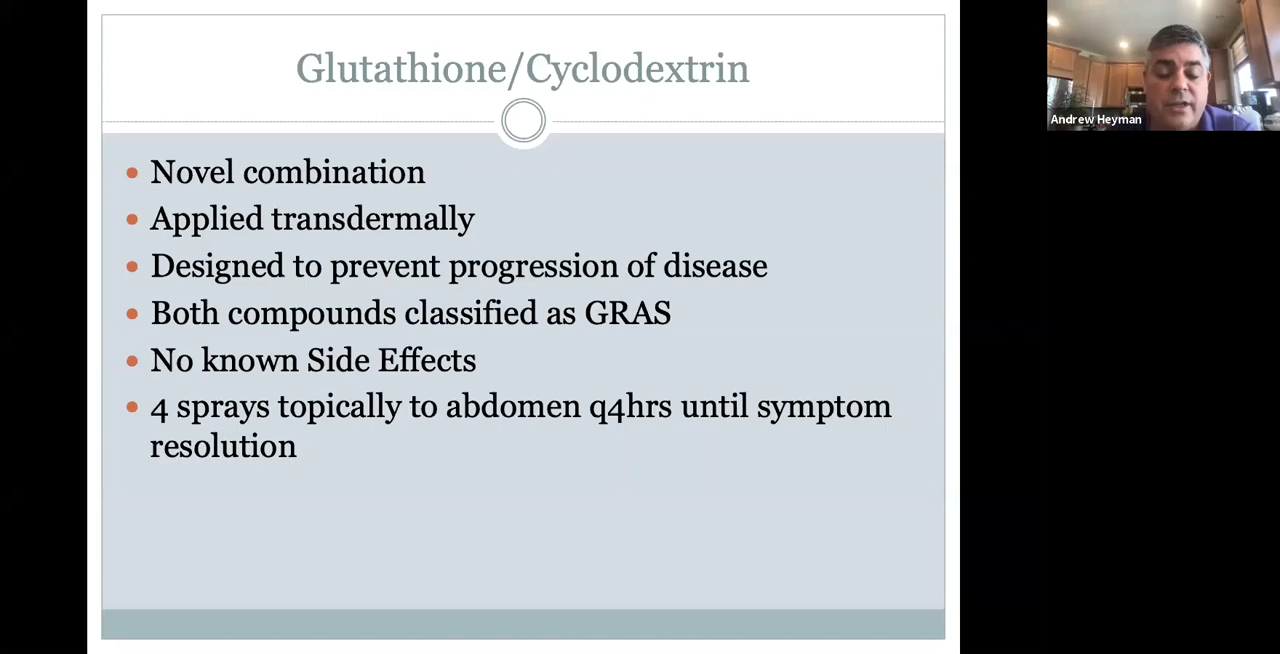 Glutathione/Cyclodextrin
Andrew Heyman
Novel combination
Applied transdermally
Designed to prevent progression of disease
Both compounds classified as GRAS
No known Side Effects
4 sprays topically to abdomen q4hrs until symptom
resolution